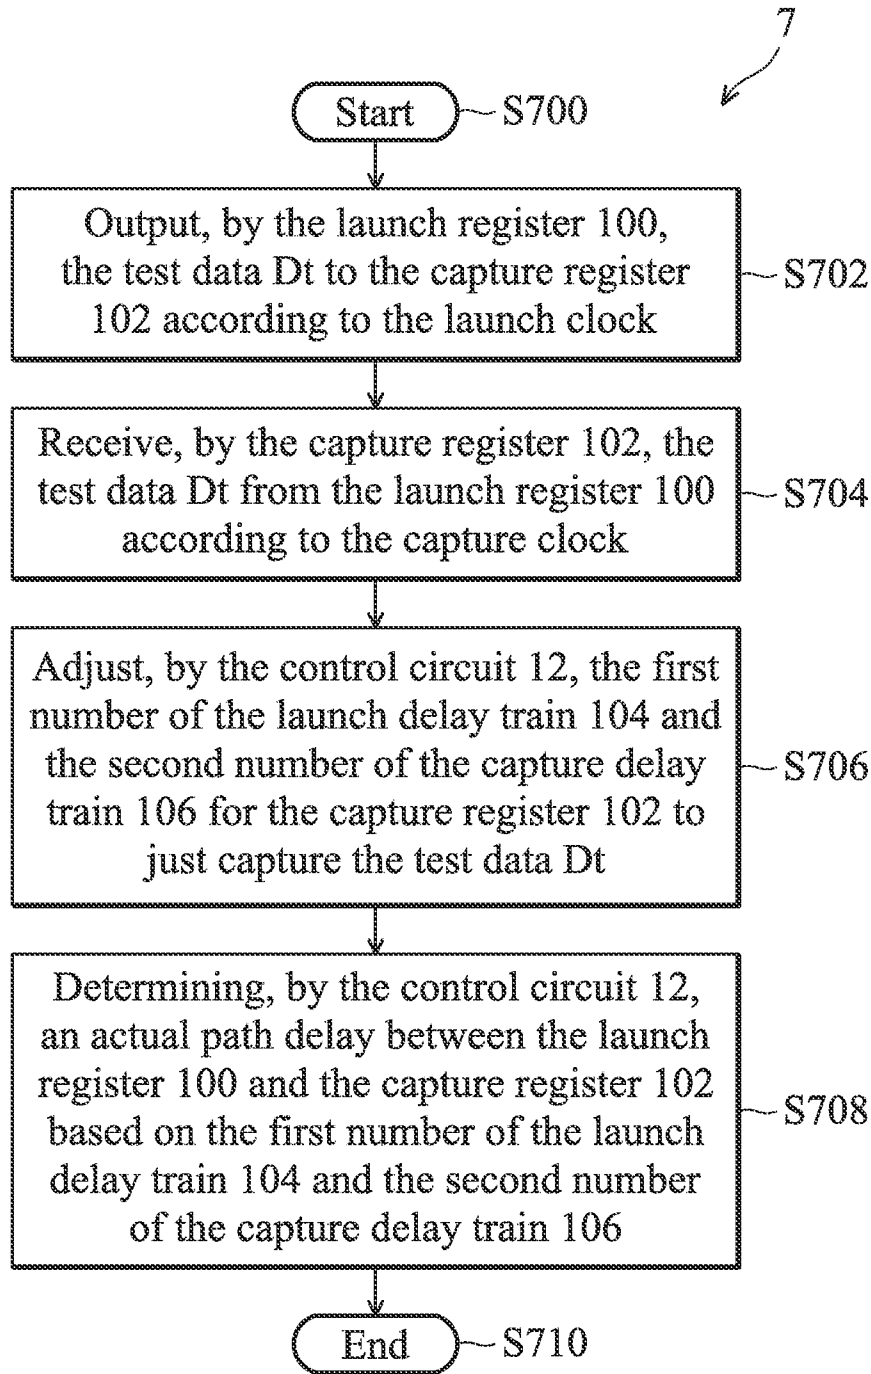 7
Start
S700
Output, by the launch register 100,
the test data Dt to the capture register
102 according to the launch clock
S702
Receive, by the capture register 102, the
test data Dt from the launch register 100
according to the capture clock
S704
Adjust, by the control circuit 12, the first
number of the launch delay train 104 and
the second number of the capture delay
train 106 for the capture register 102 to
just capture the test data Dt
S706
Determining, by the control circuit 12,
an actual path delay between the launch
register 100 and the capture register 102
based on the first number of the launch
delay train 104 and the second number
of the capture delay train 106
S708
End
S710